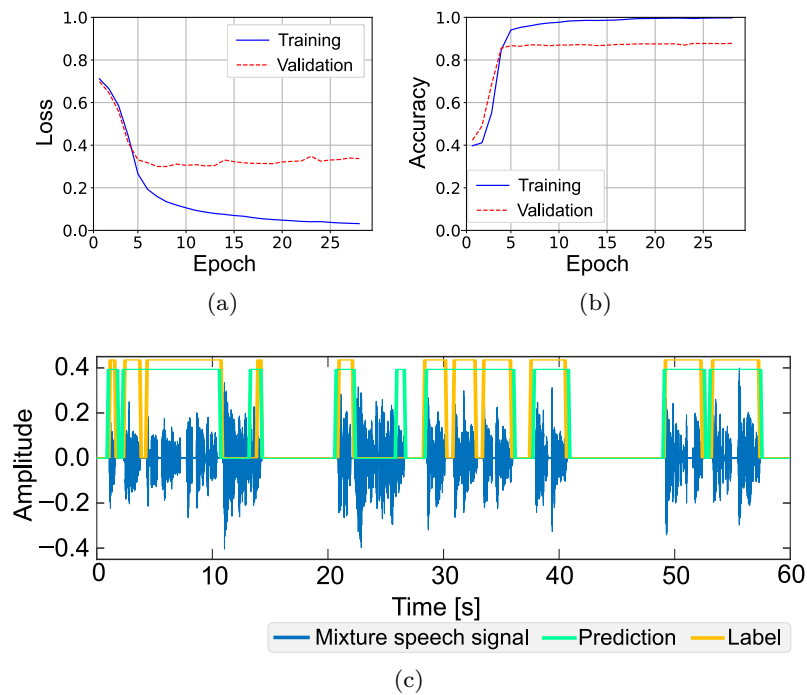 1.0
0.8
0.6
0.4
0.2
0.0
Loss
Training
Validation
0 5 10 15 20 25
Epoch
(a)
1.0
0.8
0.6
0.4
0.2
0.0
Accuracy
Training
Validation
0 5 10 15 20 25
Epoch
(b)
0.4
0.2
0.0
−0.2
−0.4
Amplitude
0 10 20 30 40 50 60
Time [s]
Mixture speech signal Prediction Label
(c)